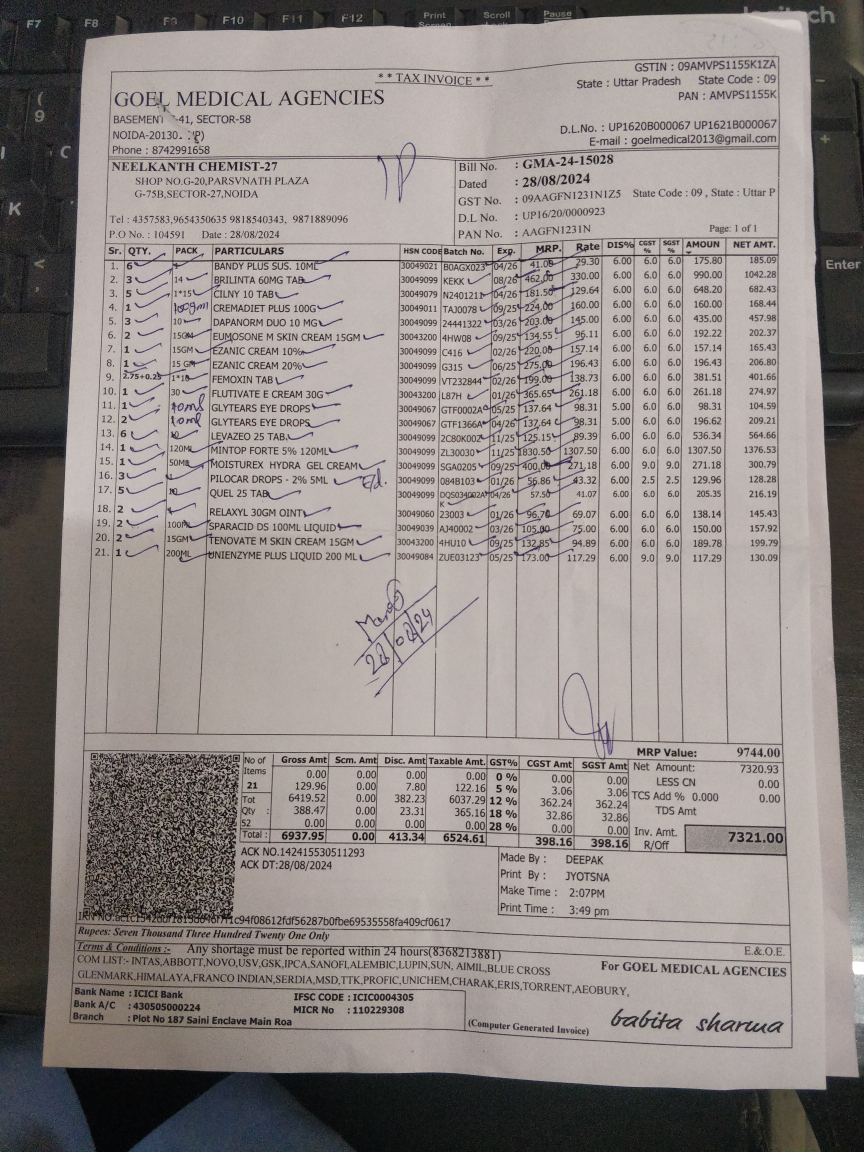 F7 F8 F9 F10 F11 F12 Print Screen Scroll Lock Pause
Logitech
Enter
** TAX INVOICE **
GSTIN : 09AMVPS1155K1ZA
State : Uttar Pradesh State Code : 09
PAN : AMVPS1155K
GOEL MEDICAL AGENCIES
BASEMENT -41, SECTOR-58
Phone : 8742991658
D.L.No. : UP1620B000067 UP1621B000067
E-mail : goelmedical2013@gmail.com
NEELKANTH CHEMIST-27
SHOP NO.G-20,PARSVNATH PLAZA
G-75B,SECTOR-27,NOIDA
Tel : 4357583,9654350635 9818540343, 9871889096
P.O No. : 104591 Date : 28/08/2024
Bill No. : GMA-24-15028
Dated : 28/08/2024
GST No. : 09AAGFN1231N1Z5 State Code : 09 , State : Uttar P
D.L No. : UP16/20/0000923
PAN No. : AAGFN1231N Page: 1 of 1
Sr. QTY. PACK PARTICULARS HSN CODE Batch No. Exp. MRP. Rate DIS% CGST % SGST % AMOUN NET AMT.
1. 6 BANDY PLUS SUS. 10ML 30049021 B0AGX023 04/26 41.00 29.30 6.00 6.0 6.0 175.80 185.09
2. 3 14 BRILINTA 60MG TAB 30049099 KEKK 08/26 462.00 330.00 6.00 6.0 6.0 990.00 1042.28
3. 5 1*15 CILNY 10 TAB 30049079 N2401211 04/26 181.50 129.64 6.00 6.0 6.0 648.20 682.43
4. 1 100gm CREMADIET PLUS 100G 30049011 TAJ0078 09/25 224.00 160.00 6.00 6.0 6.0 160.00 168.44
5. 3 10 DAPANORM DUO 10 MG 30049099 24441322 03/26 203.00 145.00 6.00 6.0 6.0 435.00 457.98
6. 2 15GM EUMOSONE M SKIN CREAM 15GM 30043200 4HW08 09/25 134.55 96.11 6.00 6.0 6.0 192.22 202.37
7. 1 15GM EZANIC CREAM 10% 30049099 C416 02/26 220.00 157.14 6.00 6.0 6.0 157.14 165.43
8. 1 15 GM EZANIC CREAM 20% 30049099 G315 06/25 275.00 196.43 6.00 6.0 6.0 196.43 206.80
9. 2.75+0.25 1*10 FEMOXIN TAB 30049099 VT232844 02/26 199.00 138.73 6.00 6.0 6.0 381.51 401.66
10. 1 30 FLUTIVATE E CREAM 30G 30043200 L87H 01/26 365.65 261.18 6.00 6.0 6.0 261.18 274.97
11. 1 10ml GLYTEARS EYE DROPS 30049067 GTF0002A 05/25 137.64 98.31 5.00 6.0 6.0 98.31 104.59
12. 2 10ml GLYTEARS EYE DROPS 30049067 GTF1366A 04/26 137.64 98.31 5.00 6.0 6.0 196.62 209.21
13. 6 10 LEVAZEO 25 TAB. 30049099 2C80K002 11/25 125.15 89.39 6.00 6.0 6.0 536.34 564.66
14. 1 120ML MINTOP FORTE 5% 120ML 30049099 ZL30030 11/25 1830.50 1307.50 6.00 6.0 6.0 1307.50 1376.53
15. 1 50ML MOISTUREX HYDRA GEL CREAM 30049099 SGA0205 09/25 400.00 271.18 6.00 9.0 9.0 271.18 300.79
16. 3 PILOCAR DROPS - 2% 5ML 30049099 084B103 01/26 56.86 43.32 6.00 2.5 2.5 129.96 128.28
17. 5 10 QUEL 25 TAB 30049099 DQS034002A K 04/26 57.50 41.07 6.00 6.0 6.0 205.35 216.19
18. 2 RELAXYL 30GM OINT 30049060 23003 01/26 96.70 69.07 6.00 6.0 6.0 138.14 145.43
19. 2 100ML SPARACID DS 100ML LIQUID 30049039 AJ40002 03/26 105.00 75.00 6.00 6.0 6.0 150.00 157.92
20. 2 15GM TENOVATE M SKIN CREAM 15GM 30043200 4HU10 09/25 132.85 94.89 6.00 6.0 6.0 189.78 199.79
21. 1 200ML UNIENZYME PLUS LIQUID 200 ML 30049084 ZUE03123 05/25 173.00 117.29 6.00 9.0 9.0 117.29 130.09
No of Items 21 Tot Qty : 52
Gross Amt Scm. Amt Disc. Amt Taxable Amt. GST% CGST Amt SGST Amt
0.00 0.00 0.00 0.00 0 % 0.00 0.00
129.96 0.00 7.80 122.16 5 % 3.06 3.06
6419.52 0.00 382.23 6037.29 12 % 362.24 362.24
388.47 0.00 23.31 365.16 18 % 32.86 32.86
0.00 0.00 0.00 0.00 28 % 0.00 0.00
Total : 6937.95 0.00 413.34 6524.61 398.16 398.16
MRP Value: 9744.00
Net Amount: 7320.93
LESS CN 0.00
TCS Add % 0.000 0.00
TDS Amt
Inv. Amt. R/Off 7321.00
ACK NO.142415530511293
ACK DT:28/08/2024
Made By : DEEPAK
Print By : JYOTSNA
Make Time : 2:07PM
Print Time : 3:49 pm
Rupees: Seven Thousand Three Hundred Twenty One Only
Terms & Conditions :- Any shortage must be reported within 24 hours(8368213881)
E.&O.E.
COM LIST:- INTAS,ABBOTT,NOVO,USV,GSK,IPCA,SANOFI,ALEMBIC,LUPIN,SUN, AIMIL,BLUE CROSS
GLENMARK,HIMALAYA,FRANCO INDIAN,SERDIA,MSD,TTK,PROFIC,UNICHEM,CHARAK,ERIS,TORRENT,AEOBURY,
For GOEL MEDICAL AGENCIES
Bank Name : ICICI Bank IFSC CODE : ICIC0004305
Bank A/C : 430505000224 MICR No : 110229308
Branch : Plot No 187 Saini Enclave Main Roa
(Computer Generated Invoice)
babita sharma